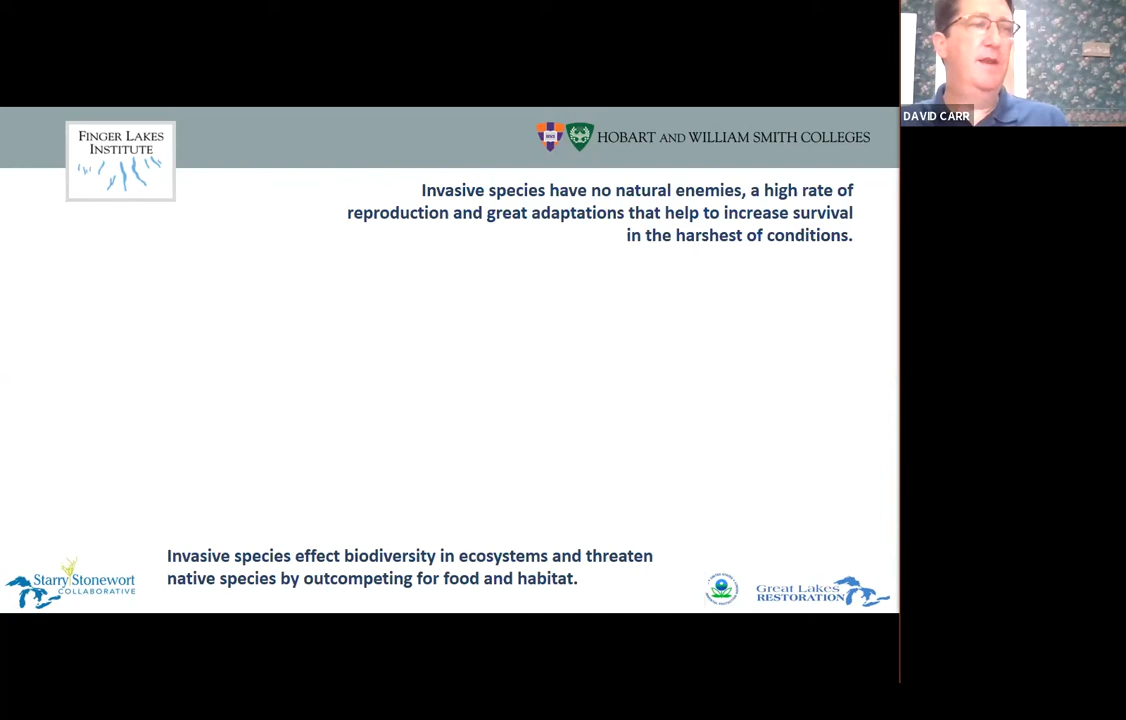 DAVID CARR
FINGER LAKES
INSTITUTE
HOBART AND WILLIAM SMITH COLLEGES
Invasive species have no natural enemies, a high rate of
reproduction and great adaptations that help to increase survival
in the harshest of conditions.
Invasive species effect biodiversity in ecosystems and threaten
native species by outcompeting for food and habitat.
Starry Stonewort
COLLABORATIVE
Great Lakes
RESTORATION